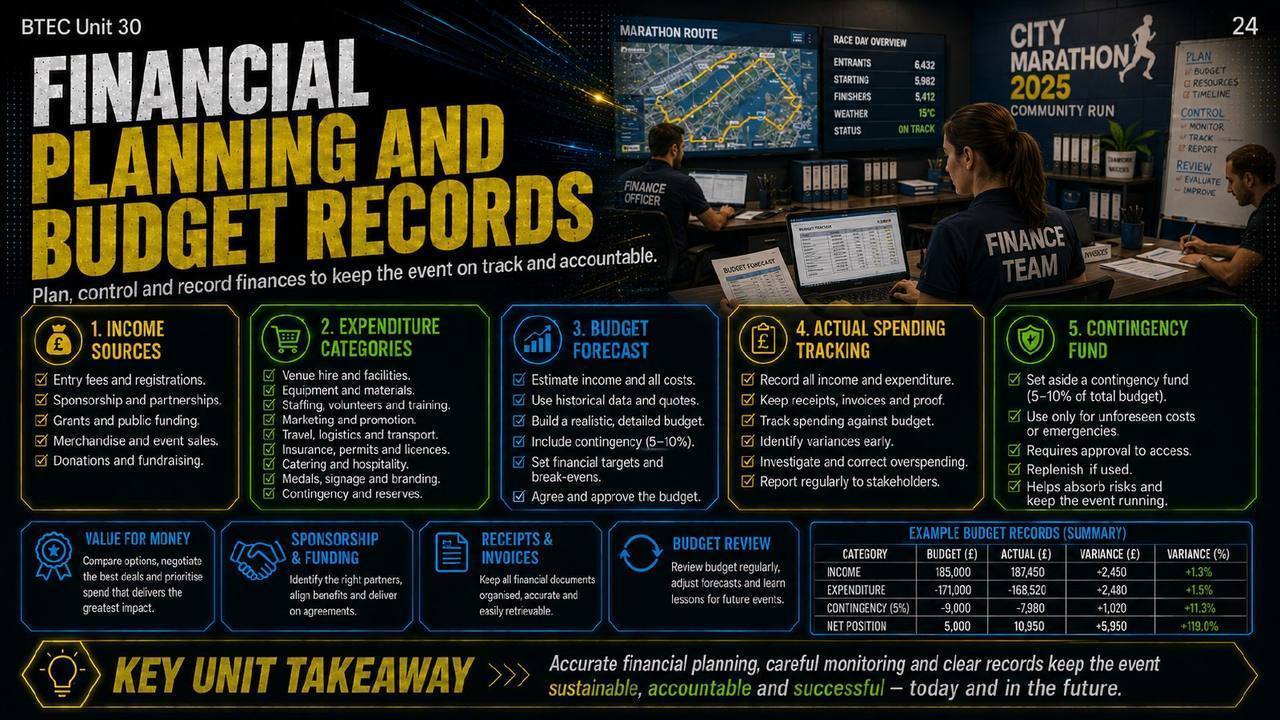 BTEC Unit 30
24
FINANCIAL
PLANNING AND
BUDGET RECORDS
Plan, control and record finances to keep the event on track and accountable.
MARATHON ROUTE
RACE DAY OVERVIEW
ENTRANTS 6,432
STARTING 5.982
FINISHERS 5,412
WEATHER 15°C
STATUS ON TRACK
CITY
MARATHON
2025
COMMUNITY RUN
PLAN
BUDGET
RESOURCES
TIMELINE
CONTROL
MONITOR
TRACK
REPORT
REVIEW
EVALUATE
IMPROVE
FINANCE
OFFICER
FINANCE
TEAM
BUDGET FORECAST
BUDGET TRACKER
INVOICES
1. INCOME
SOURCES
Entry fees and registrations.
Sponsorship and partnerships.
Grants and public funding.
Merchandise and event sales.
Donations and fundraising.
2. EXPENDITURE
CATEGORIES
Venue hire and facilities.
Equipment and materials.
Staffing, volunteers and training.
Marketing and promotion.
Travel, logistics and transport.
Insurance, permits and licences.
Catering and hospitality.
Medals, signage and branding.
Contingency and reserves.
3. BUDGET
FORECAST
Estimate income and all costs.
Use historical data and quotes.
Build a realistic, detailed budget.
Include contingency (5–10%).
Set financial targets and
break-evens.
Agree and approve the budget.
£
4. ACTUAL SPENDING
TRACKING
Record all income and expenditure.
Keep receipts, invoices and proof.
Track spending against budget.
Identify variances early.
Investigate and correct overspending.
Report regularly to stakeholders.
5. CONTINGENCY
FUND
Set aside a contingency fund
(5–10% of total budget).
Use only for unforeseen costs
or emergencies.
Requires approval to access.
Replenish if used.
Helps absorb risks and
keep the event running.
VALUE FOR MONEY
Compare options, negotiate
the best deals and prioritise
spend that delivers the
greatest impact.
SPONSORSHIP
& FUNDING
Identify the right partners,
align benefits and deliver
on agreements.
RECEIPTS &
INVOICES
Keep all financial documents
organised, accurate and
easily retrievable.
BUDGET REVIEW
Review budget regularly,
adjust forecasts and learn
lessons for future events.
EXAMPLE BUDGET RECORDS (SUMMARY)
CATEGORY BUDGET (£) ACTUAL (£) VARIANCE (£) VARIANCE (%)
INCOME 185,000 187,450 +2,450 +1.3%
EXPENDITURE -171,000 -168,520 +2,480 +1.5%
CONTINGENCY (5%) -9,000 -7,980 +1,020 +11.3%
NET POSITION 5,000 10,950 +5,950 +119.0%
KEY UNIT TAKEAWAY
Accurate financial planning, careful monitoring and clear records keep the event
sustainable, accountable and successful – today and in the future.